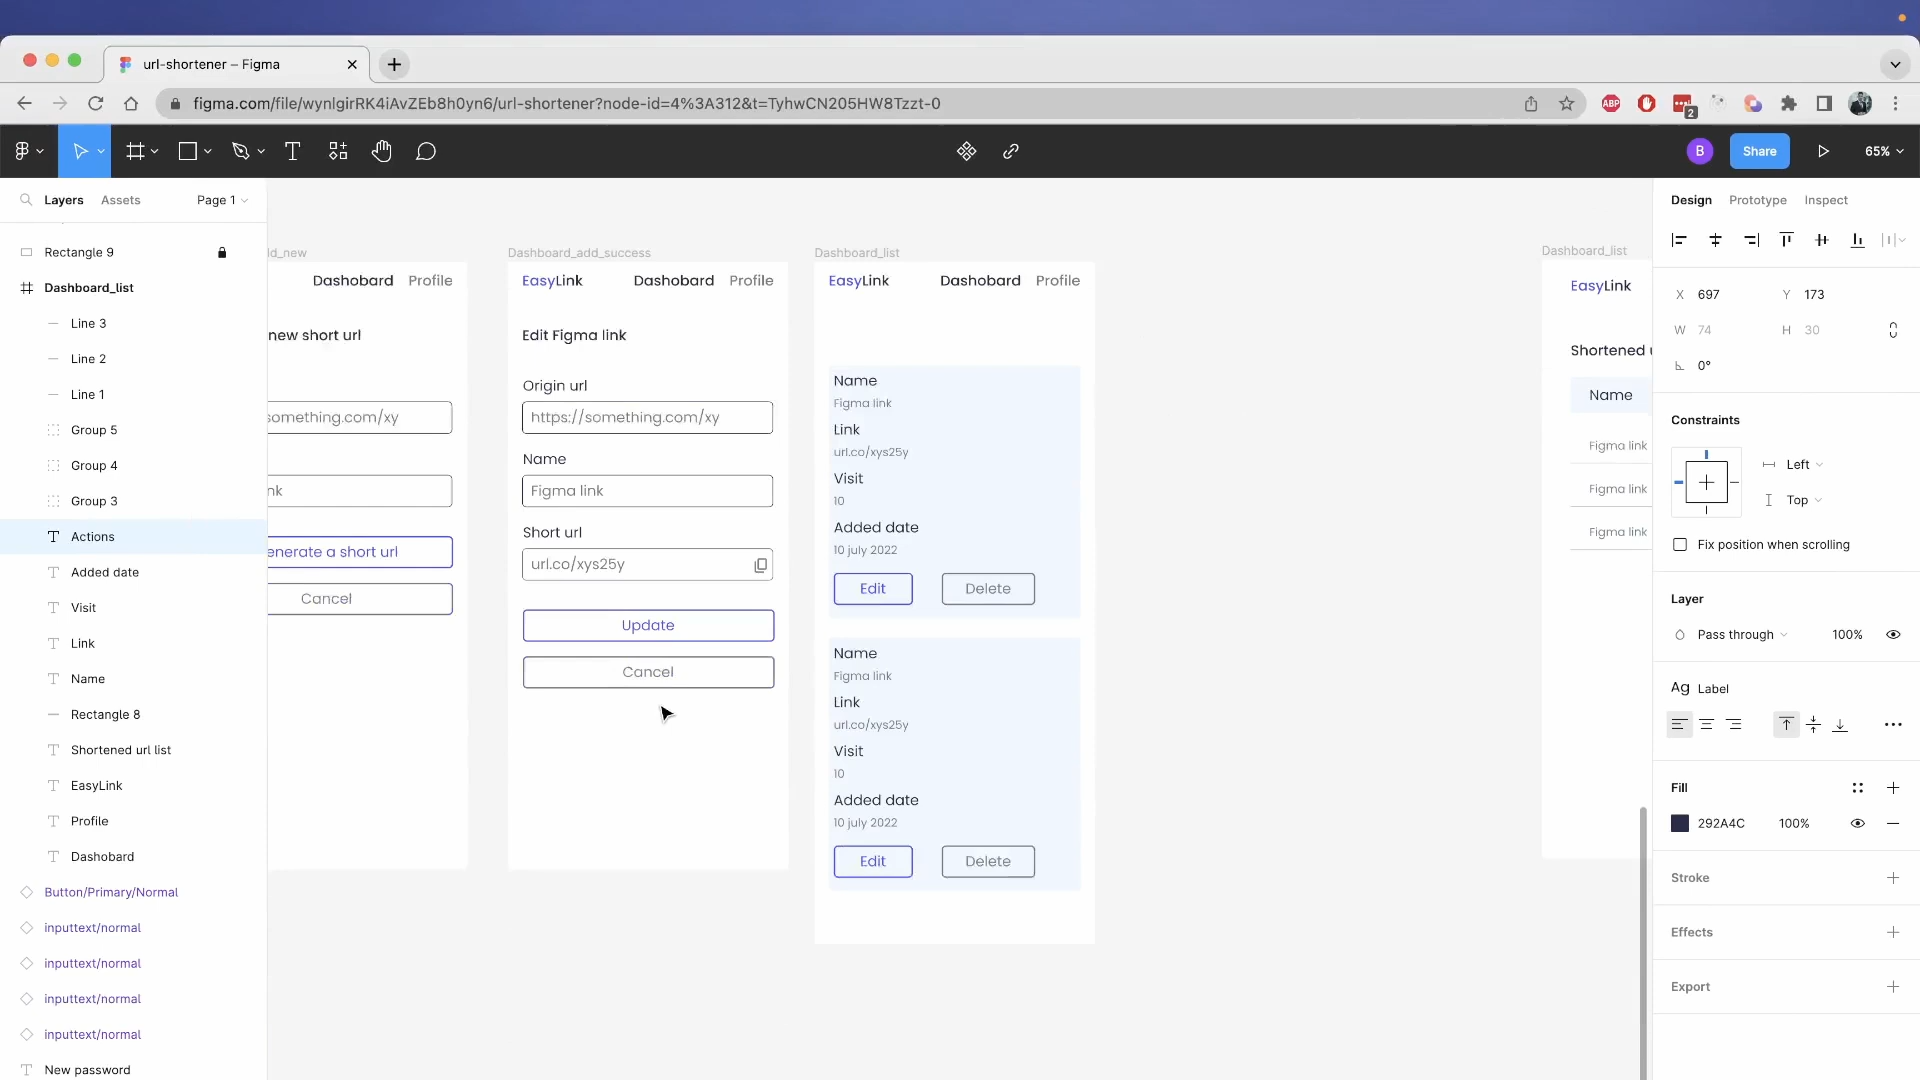 url-shortener – Figma
figma.com/file/wynlgirRK4iAvZEb8h0yn6/url-shortener?node-id=4%3A312&t=TyhwCN205HW8Tzzt-0
ABP
2
B
Share
65%
Layers
Assets
Page 1
Rectangle 9
Dashboard_list
Line 3
Line 2
Line 1
Group 5
Group 4
Group 3
Actions
Added date
Visit
Link
Name
Rectangle 8
Shortened url list
EasyLink
Profile
Dashobard
Button/Primary/Normal
inputtext/normal
inputtext/normal
inputtext/normal
inputtext/normal
New password
id_new
Dashobard
Profile
new short url
something.com/xy
nk
enerate a short url
Cancel
Dashboard_add_success
EasyLink
Dashobard
Profile
Edit Figma link
Origin url
https://something.com/xy
Name
Figma link
Short url
url.co/xys25y
Update
Cancel
Dashboard_list
EasyLink
Dashobard
Profile
Name
Figma link
Link
url.co/xys25y
Visit
10
Added date
10 july 2022
Edit
Delete
Name
Figma link
Link
url.co/xys25y
Visit
10
Added date
10 july 2022
Edit
Delete
Dashboard_list
EasyLink
Shortened u
Name
Figma link
Figma link
Figma link
Design
Prototype
Inspect
X 697
Y 173
W 74
H 30
0°
Constraints
Left
Top
Fix position when scrolling
Layer
Pass through
100%
Ag Label
Fill
292A4C
100%
Stroke
Effects
Export